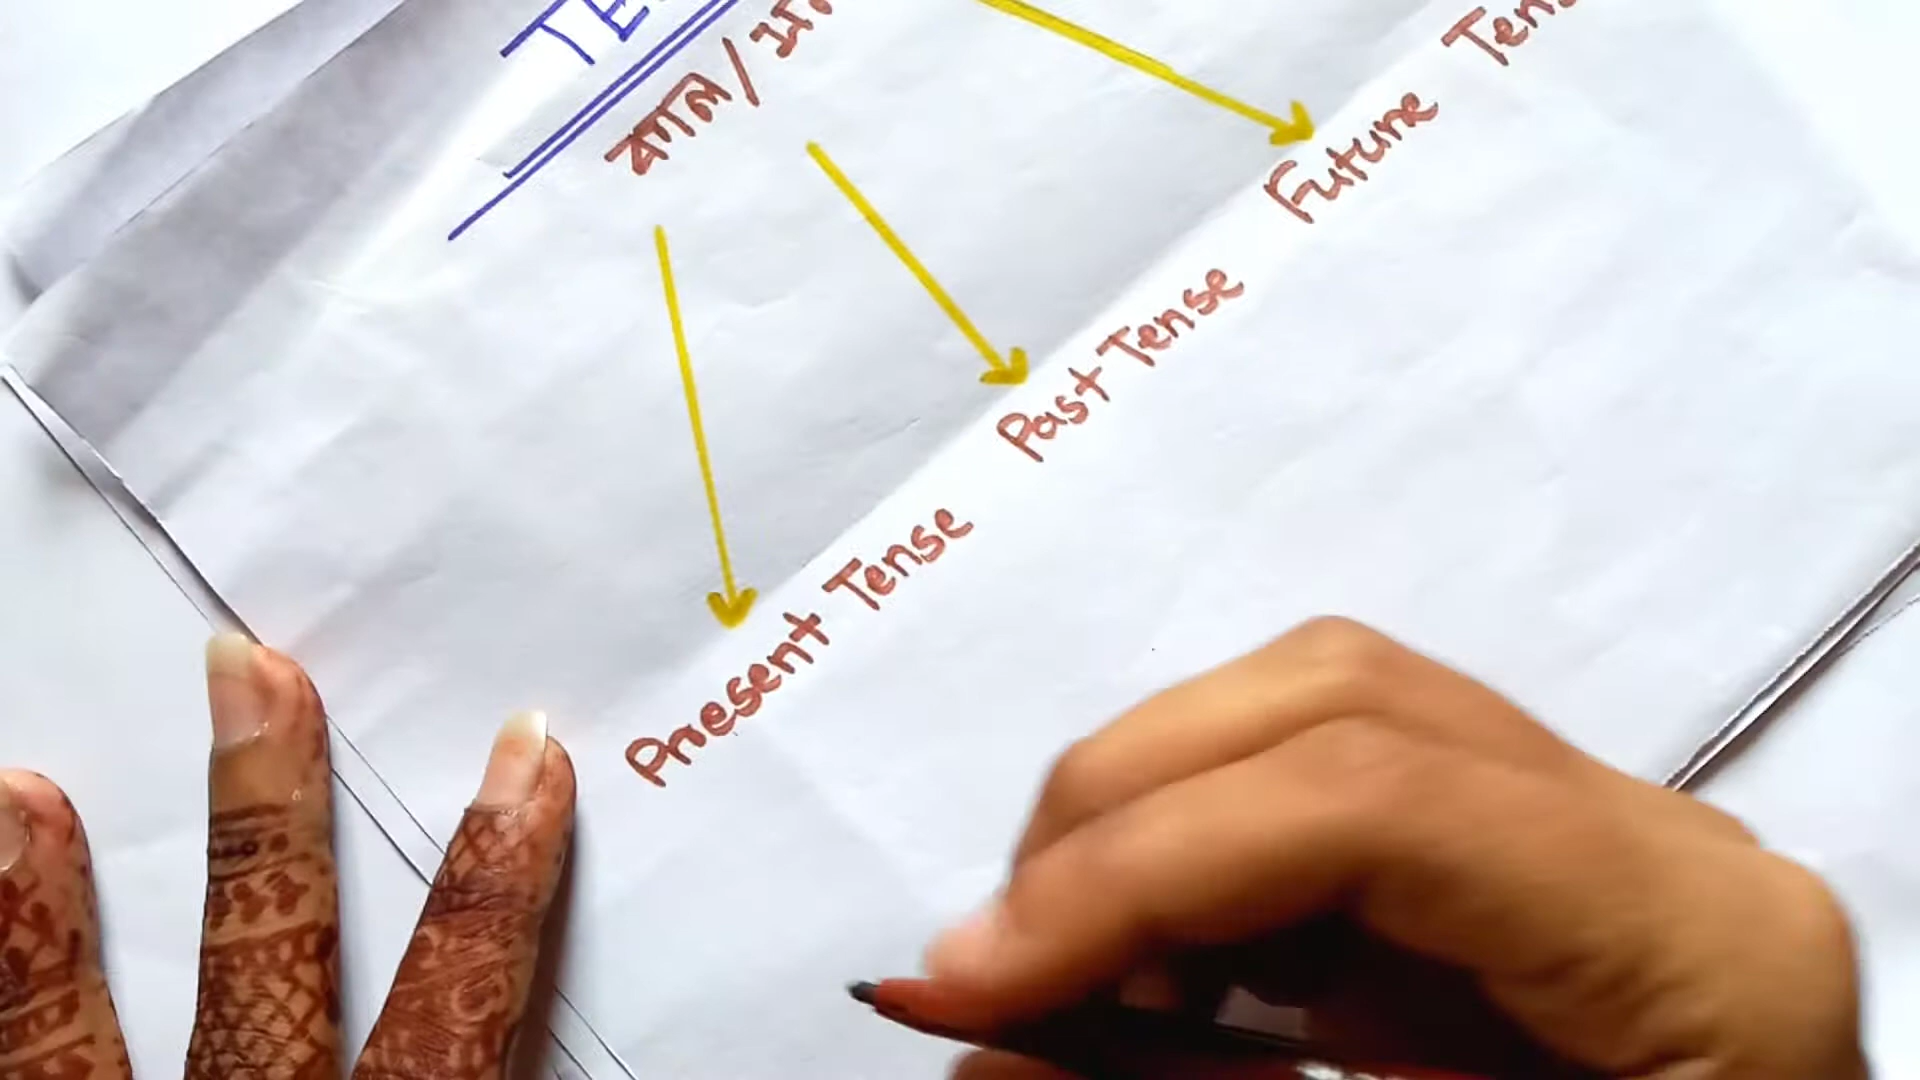 কাল /
Present Tense
Past Tense
Future